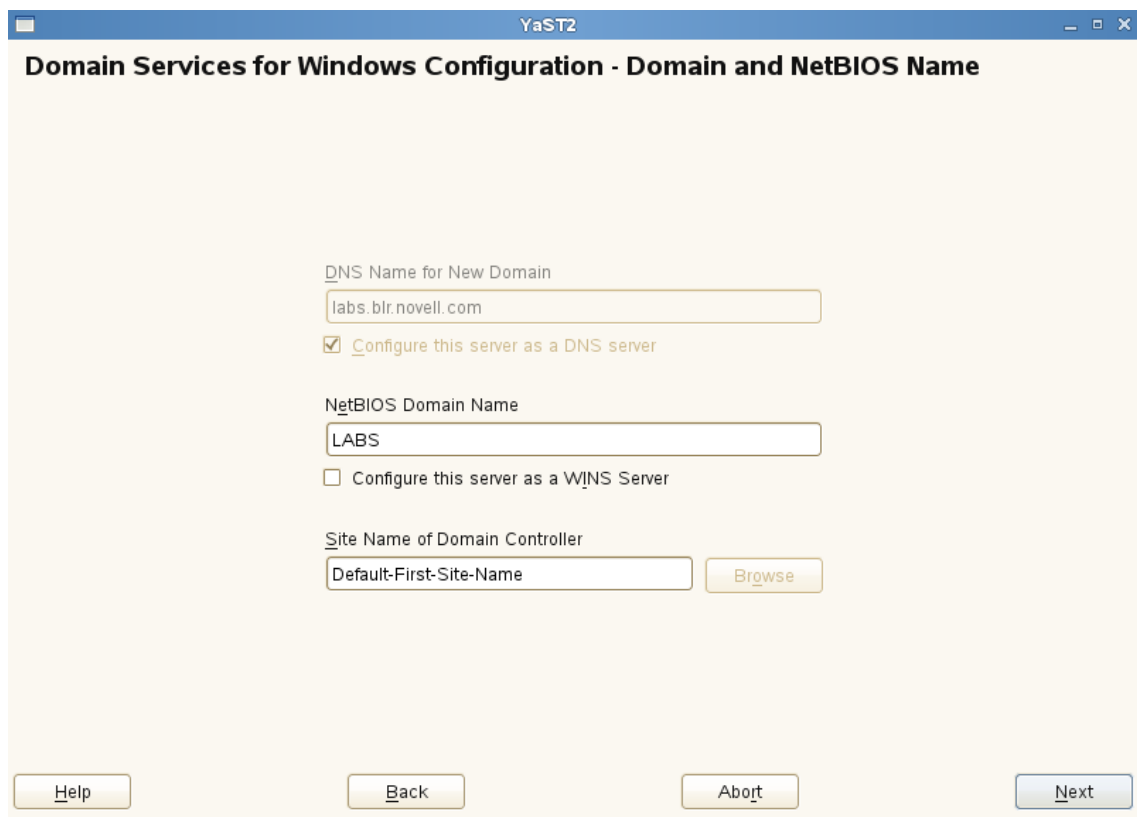 YaST2
Domain Services for Windows Configuration - Domain and NetBIOS Name
DNS Name for New Domain
labs.blr.novell.com
Configure this server as a DNS server
NetBIOS Domain Name
LABS
Configure this server as a WINS Server
Site Name of Domain Controller
Default-First-Site-Name Browse
Help Back Abort Next